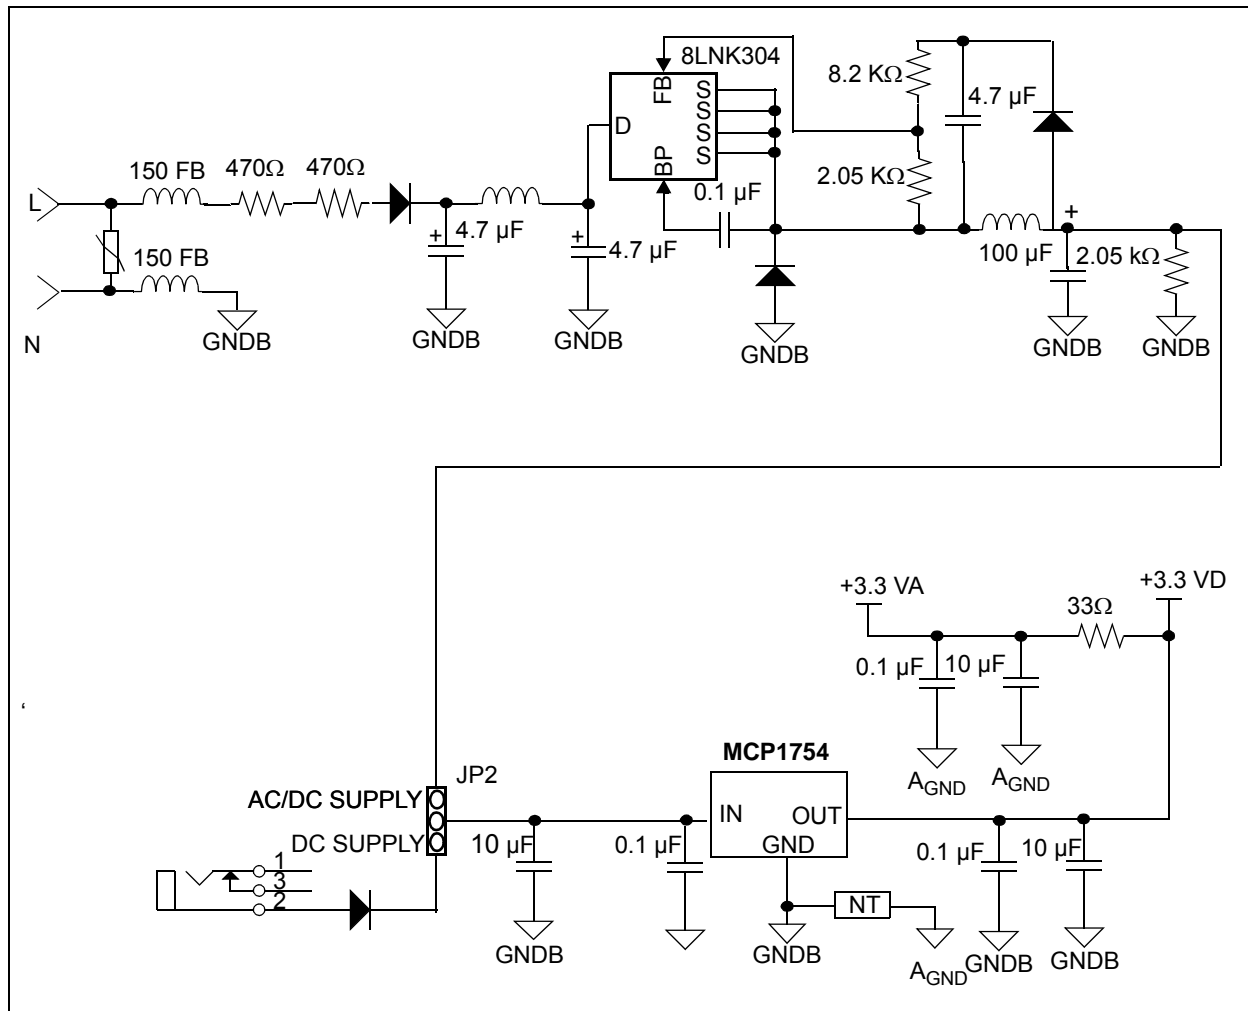 8LNK304
FB
S
S
S
S
D
BP
8.2 KΩ
4.7 µF
2.05 KΩ
0.1 µF
150 FB
470Ω
470Ω
L
+
4.7 µF
+
4.7 µF
150 FB
+
100 µF
2.05 kΩ
N
GNDB
GNDB
GNDB
GNDB
GNDB
GNDB
+3.3 VA
+3.3 VD
33Ω
0.1 µF
10 µF
‘
MCP1754
AGND
AGND
JP2
AC/DC SUPPLY
DC SUPPLY
IN
OUT
GND
10 µF
0.1 µF
0.1 µF
10 µF
1
3
2
NT
GNDB
GNDB
AGND
GNDB
GNDB